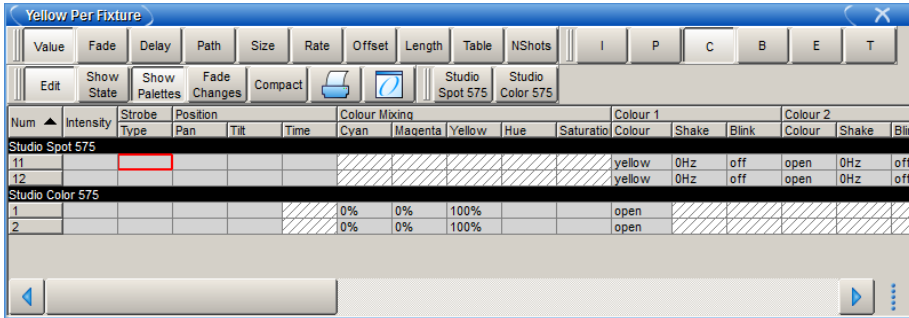 Yellow Per Fixture
Value Fade Delay Path Size Rate Offset Length Table NShots I P C B E T
Edit Show State Show Palettes Fade Changes Compact Studio Spot 575 Studio Color 575
Num Intensity Strobe Position Colour Mixing Colour 1 Colour 2
Type Pan Tilt Time Cyan Magenta Yellow Hue Saturatio Colour Shake Blink Colour Shake Bli
Studio Spot 575
11 yellow 0Hz off open 0Hz off
12 yellow 0Hz off open 0Hz off
Studio Color 575
1 0% 0% 100% open
2 0% 0% 100% open